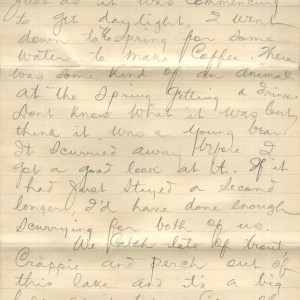 just as it was commencing
to get daylight. I went
down to the Spring for some
water to make Coffee. There
was some kind of an animal
at the Spring getting a Drink
Dont know what it was but
think it was a young bear.
It scurried away before I
got a good look at it. If it
had Just stayed a second
longer I'd have done enough
scurrying for both of us.
We catch lots of trout
Crappie and perch out of
this lake and it's a big